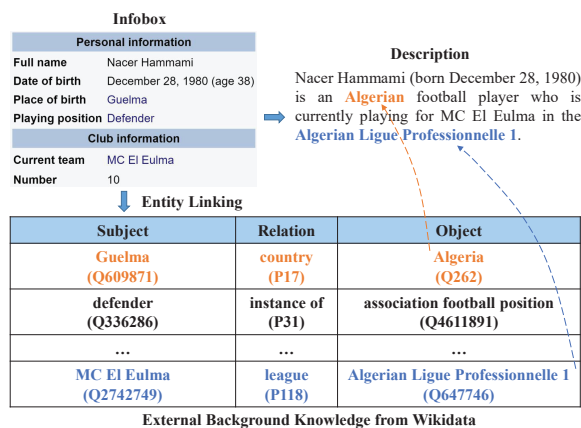 Infobox
Personal information
Full name Nacer Hammami
Date of birth December 28, 1980 (age 38)
Place of birth Guelma
Playing position Defender
Club information
Current team MC El Eulma
Number 10
Description
Nacer Hammami (born December 28, 1980)
is an Algerian football player who is
currently playing for MC El Eulma in the
Algerian Ligue Professionnelle 1.
Entity Linking
Subject Relation Object
Guelma country Algeria
(Q609871) (P17) (Q262)
defender instance of association football position
(Q336286) (P31) (Q4611891)
... ... ...
MC El Eulma league Algerian Ligue Professionnelle 1
(Q2742749) (P118) (Q647746)
External Background Knowledge from Wikidata